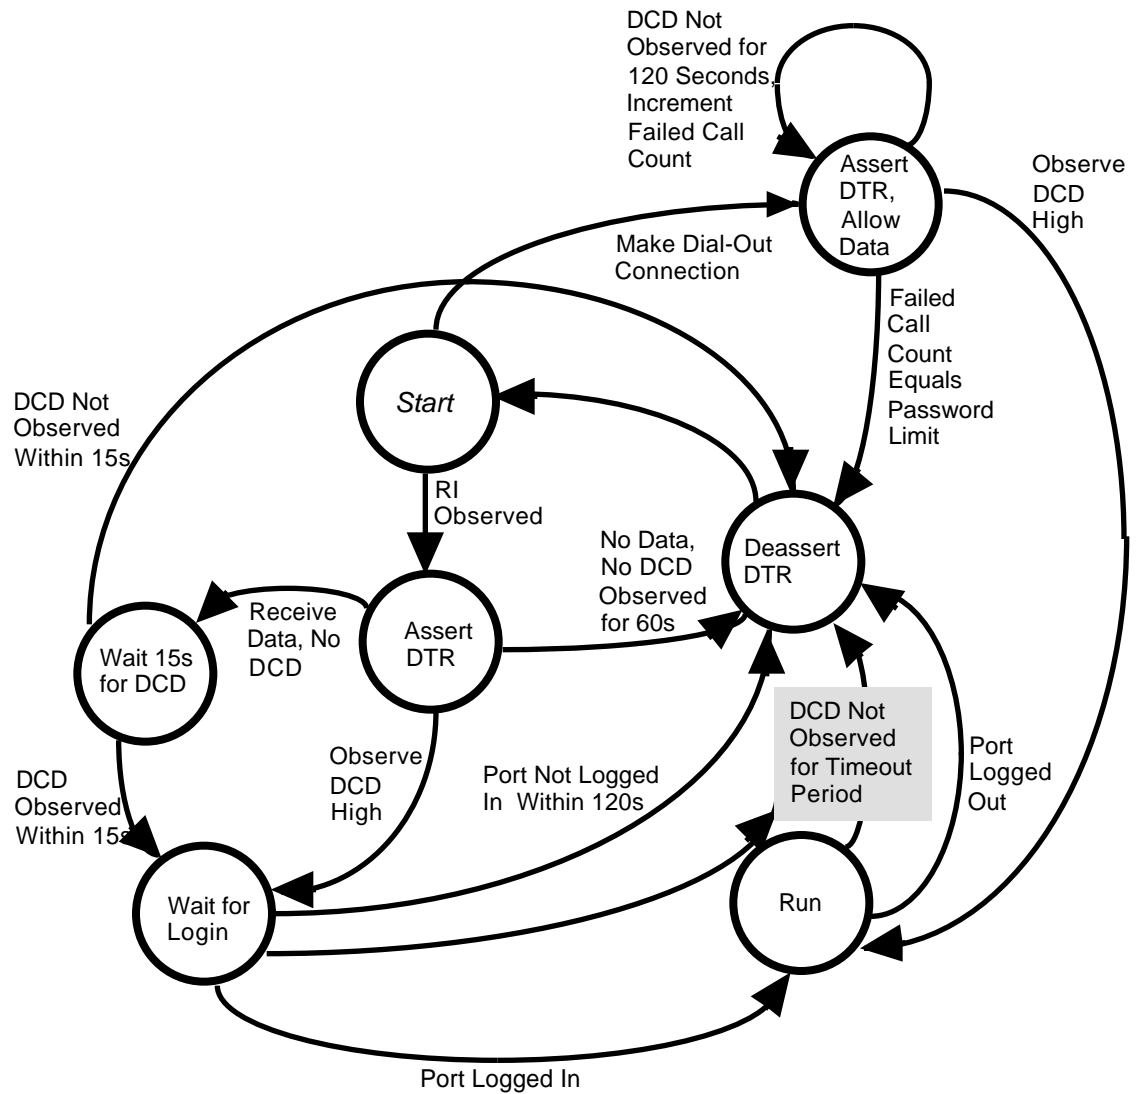 DCD Not
Observed for
120 Seconds,
Increment
Failed Call
Count
Assert
DTR,
Allow
Data
Observe
DCD
High
Make Dial-Out
Connection
Failed
Call
Count
Equals
Password
Limit
Start
DCD Not
Observed
Within 15s
RI
Observed
No Data,
No DCD
Observed
for 60s
Deassert
DTR
Receive
Data, No
DCD
Assert
DTR
Wait 15s
for DCD
DCD Not
Observed
for Timeout
Period
Observe
DCD
High
Port Not Logged
In Within 120s
Port
Logged
Out
DCD
Observed
Within 15s
Wait for
Login
Run
Port Logged In